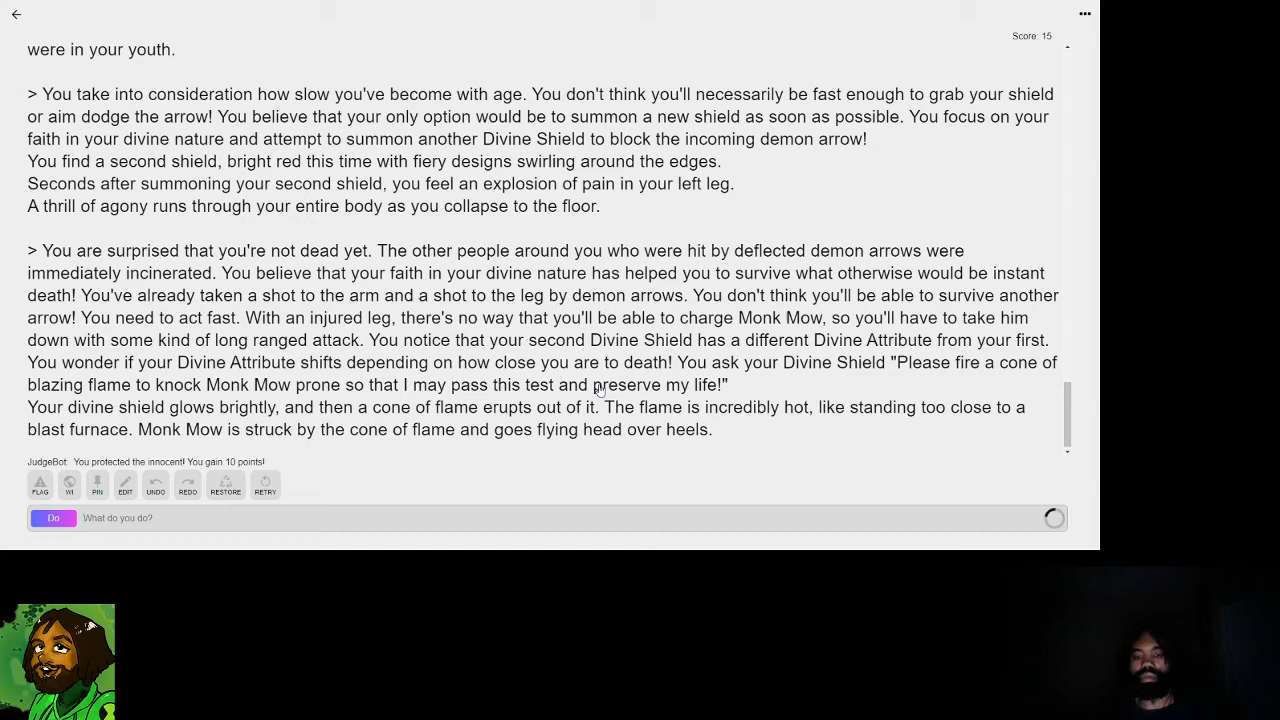 Score: 15
were in your youth.
> You take into consideration how slow you've become with age. You don't think you'll necessarily be fast enough to grab your shield
or aim dodge the arrow! You believe that your only option would be to summon a new shield as soon as possible. You focus on your
faith in your divine nature and attempt to summon another Divine Shield to block the incoming demon arrow!
You find a second shield, bright red this time with fiery designs swirling around the edges.
Seconds after summoning your second shield, you feel an explosion of pain in your left leg.
A thrill of agony runs through your entire body as you collapse to the floor.
> You are surprised that you're not dead yet. The other people around you who were hit by deflected demon arrows were
immediately incinerated. You believe that your faith in your divine nature has helped you to survive what otherwise would be instant
death! You've already taken a shot to the arm and a shot to the leg by demon arrows. You don't think you'll be able to survive another
arrow! You need to act fast. With an injured leg, there's no way that you'll be able to charge Monk Mow, so you'll have to take him
down with some kind of long ranged attack. You notice that your second Divine Shield has a different Divine Attribute from your first.
You wonder if your Divine Attribute shifts depending on how close you are to death! You ask your Divine Shield "Please fire a cone of
blazing flame to knock Monk Mow prone so that I may pass this test and preserve my life!"
Your divine shield glows brightly, and then a cone of flame erupts out of it. The flame is incredibly hot, like standing too close to a
blast furnace. Monk Mow is struck by the cone of flame and goes flying head over heels.
JudgeBot: You protected the innocent! You gain 10 points!
FLAG WI PIN EDIT UNDO REDO RESTORE RETRY
Do What do you do?